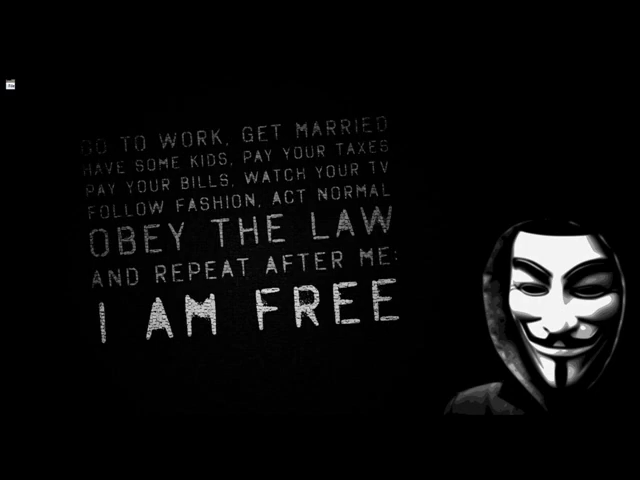 GO TO WORK, GET MARRIED
HAVE SOME KIDS, PAY YOUR TAXES
PAY YOUR BILLS, WATCH YOUR TV
FOLLOW FASHION, ACT NORMAL
OBEY THE LAW
AND REPEAT AFTER ME:
I AM FREE